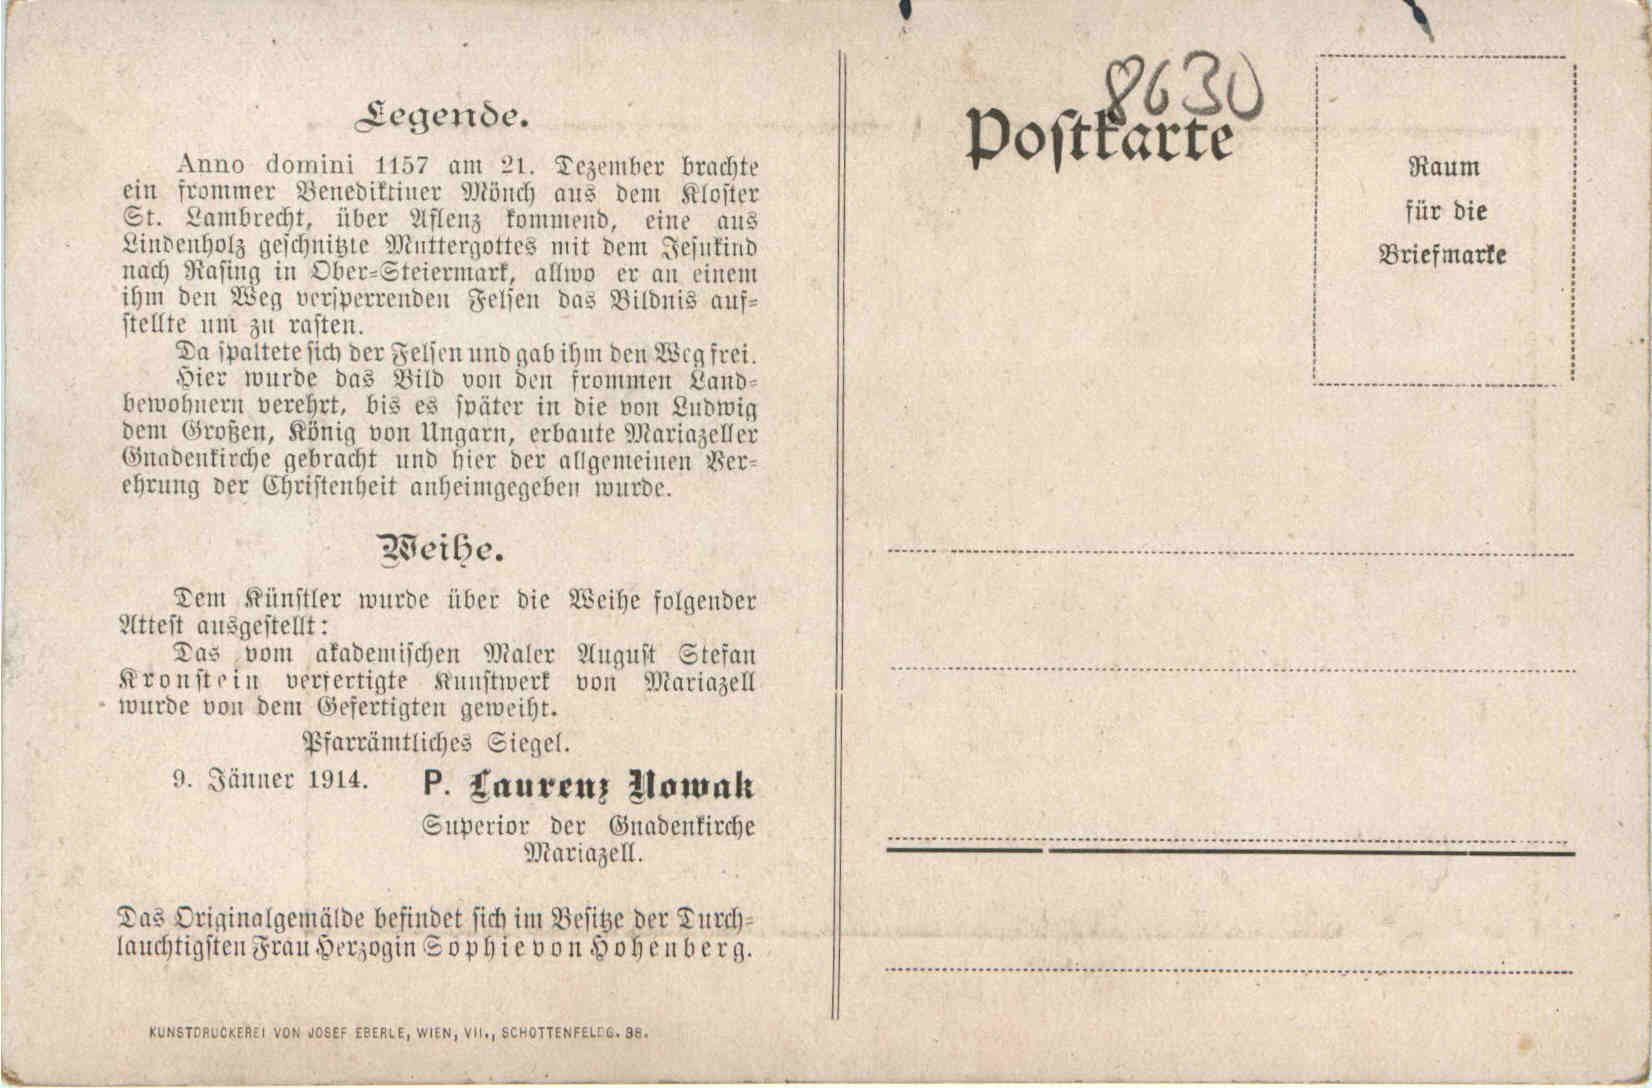 Legende.
Anno domini 1157 am 21. Dezember brachte
ein frommer Benediktiner Mönch aus dem Kloster
St. Lambrecht, über Aflenz kommend, eine aus
Lindenholz geschnitzte Muttergottes mit dem Jesukind
nach Rasing in Ober-Steiermark, allwo er an einem
ihm den Weg versperrenden Felsen das Bildnis auf-
stellte um zu rasten.
Da spaltete sich der Felsen und gab ihm den Weg frei.
Hier wurde das Bild von den frommen Land-
bewohnern verehrt, bis es später in die von Ludwig
dem Großen, König von Ungarn, erbaute Mariazeller
Gnadenkirche gebracht und hier der allgemeinen Ver-
ehrung der Christenheit anheimgegeben wurde.
Weihe.
Dem Künstler wurde über die Weihe folgender
Attest ausgestellt:
Das vom akademischen Maler August Stefan
Kronstein verfertigte Kunstwerk von Mariazell
wurde von dem Gefertigten geweiht.
Pfarrämtliches Siegel.
9. Jänner 1914. P. Laurenz Nowak
Superior der Gnadenkirche
Mariazell.
Das Originalgemälde befindet sich im Besitze der Durch-
lauchtigsten Frau Herzogin Sophie von Hohenberg.
KUNSTDRUCKEREI VON JOSEF EBERLE, WIEN, VII., SCHOTTENFELDG. 38.
8630
Postkarte
Raum
für die
Briefmarke